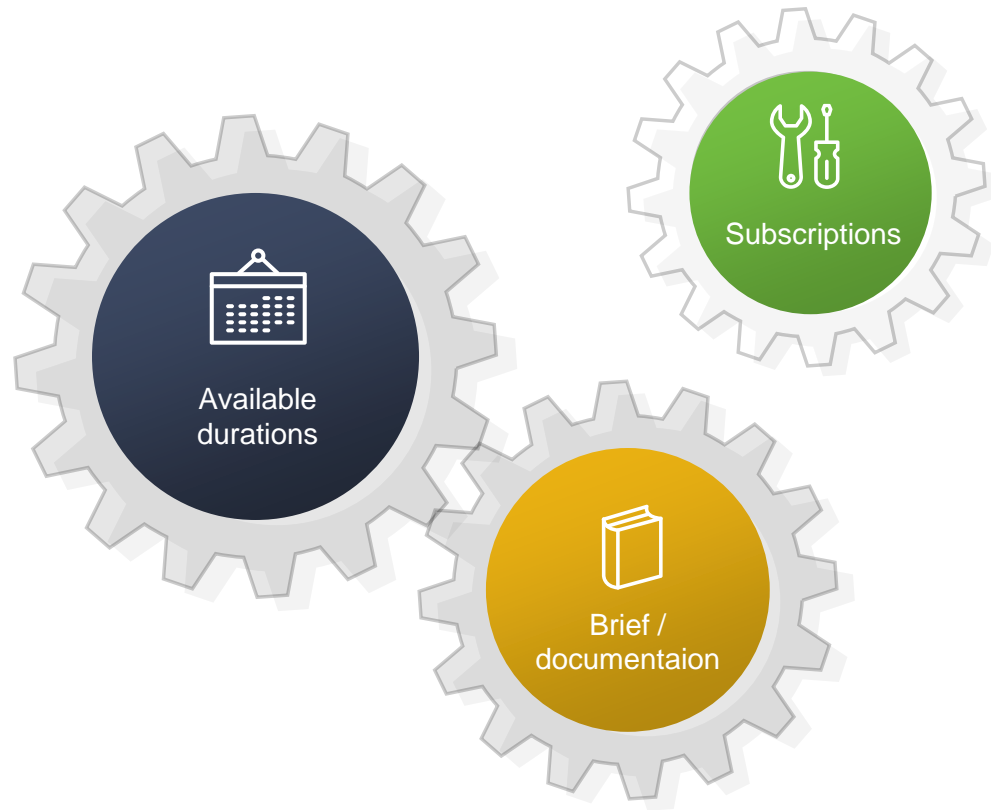 Subscriptions
Available
durations
Brief /
documentaion